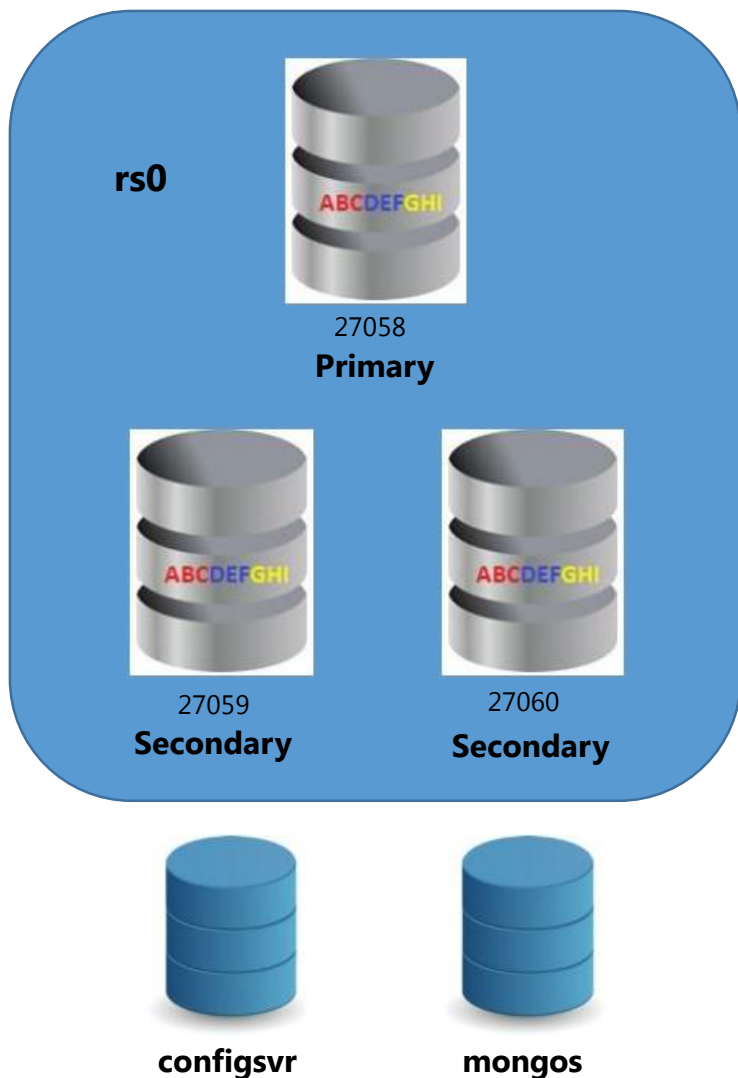 rs0
ABCDEFGHI
27058
Primary
ABCDEFGHI
27059
Secondary
ABCDEFGHI
27060
Secondary
configsvr
mongos